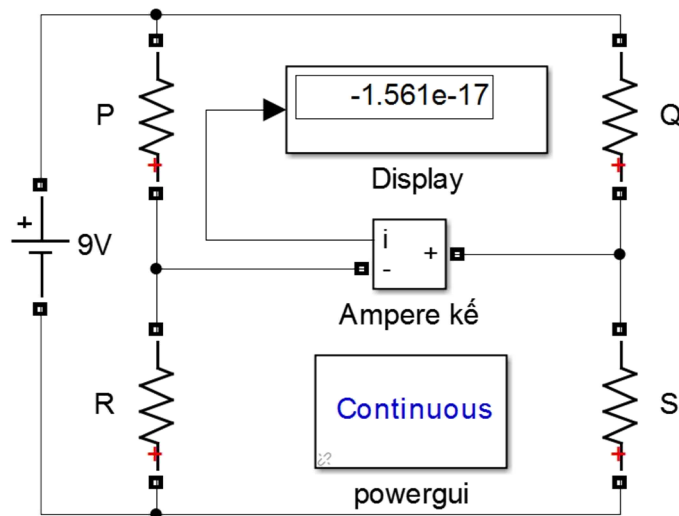 P
-1.561e-17
Q
Display
+
9V
i
-
+
Ampere kế
R
Continuous
S
powergui